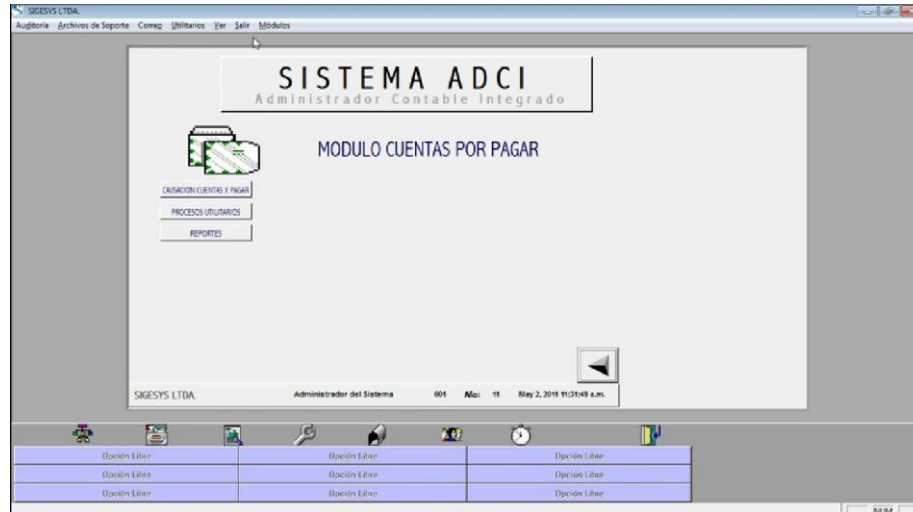 SIGESYS LTDA.
Auditoría Archivos de Soporte Correo Utilitarios Ver Salir Módulos
SISTEMA ADCI
Administrador Contable Integrado
MODULO CUENTAS POR PAGAR
CAUSACION CUENTAS X PAGAR
PROCESOS UTILITARIOS
REPORTES
SIGESYS LTDA. Administrador del Sistema 001 Año: 11 May 2, 2011 11:31:49 a.m.
Opción Libre Opción Libre Opción Libre
Opción Libre Opción Libre Opción Libre
Opción Libre Opción Libre Opción Libre
NUM